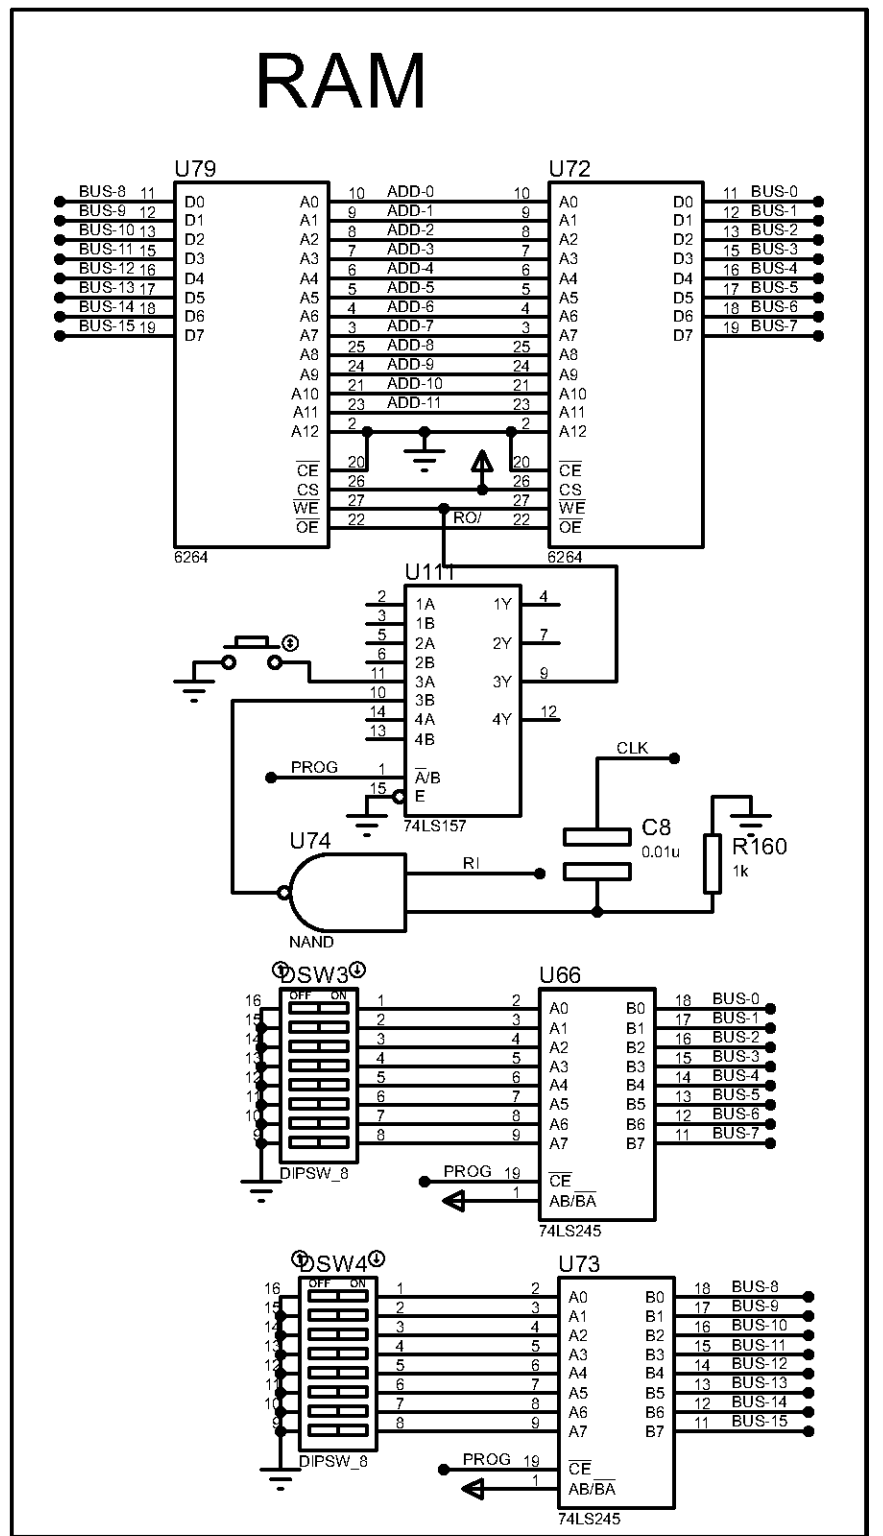 RAM
U79 U72
BUS-8 11 D0 A0 10 ADD-0 10 A0 D0 11 BUS-0
BUS-9 12 D1 A1 9 ADD-1 9 A1 D1 12 BUS-1
BUS-10 13 D2 A2 8 ADD-2 8 A2 D2 13 BUS-2
BUS-11 15 D3 A3 7 ADD-3 7 A3 D3 15 BUS-3
BUS-12 16 D4 A4 6 ADD-4 6 A4 D4 16 BUS-4
BUS-13 17 D5 A5 5 ADD-5 5 A5 D5 17 BUS-5
BUS-14 18 D6 A6 4 ADD-6 4 A6 D6 18 BUS-6
BUS-15 19 D7 A7 3 ADD-7 3 A7 D7 19 BUS-7
A8 25 ADD-8 25 A8
A9 24 ADD-9 24 A9
A10 21 ADD-10 21 A10
A11 23 ADD-11 23 A11
A12 2 2 A12
CE 20 20 CE
CS 26 26 CS
WE 27 27 WE
OE 22 RO/ 22 OE
6264 6264
U111
2 1A 1Y 4
3 1B
5 2A 2Y 7
6 2B
11 3A 3Y 9
10 3B
14 4A 4Y 12
13 4B
PROG 1 A/B
15 E
74LS157
CLK
C8
0.01u
R160
1k
U74
RI
NAND
DSW3 U66
OFF ON
16 1 2 A0 B0 18 BUS-0
15 2 3 A1 B1 17 BUS-1
14 3 4 A2 B2 16 BUS-2
13 4 5 A3 B3 15 BUS-3
12 5 6 A4 B4 14 BUS-4
11 6 7 A5 B5 13 BUS-5
10 7 8 A6 B6 12 BUS-6
9 8 9 A7 B7 11 BUS-7
DIPSW_8 PROG 19 CE
1 AB/BA
74LS245
DSW4 U73
OFF ON
16 1 2 A0 B0 18 BUS-8
15 2 3 A1 B1 17 BUS-9
14 3 4 A2 B2 16 BUS-10
13 4 5 A3 B3 15 BUS-11
12 5 6 A4 B4 14 BUS-12
11 6 7 A5 B5 13 BUS-13
10 7 8 A6 B6 12 BUS-14
9 8 9 A7 B7 11 BUS-15
DIPSW_8 PROG 19 CE
1 AB/BA
74LS245